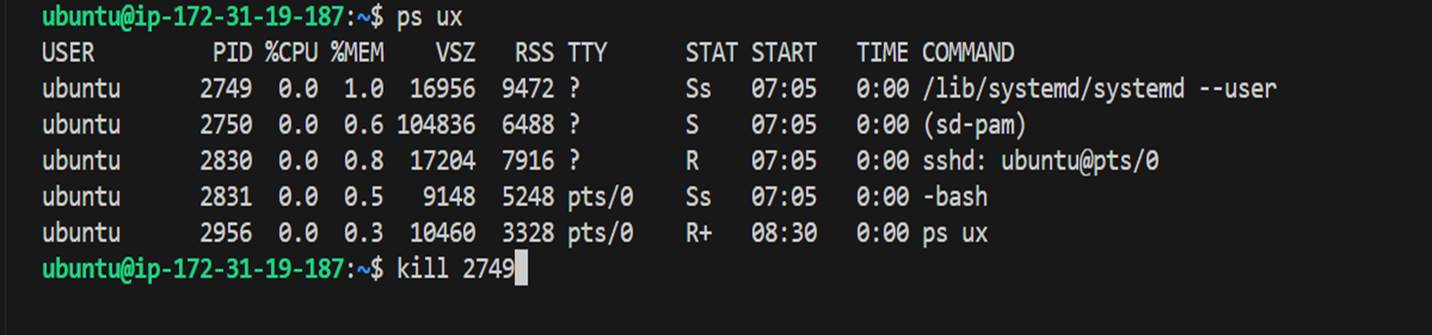 ubuntu@ip-172-31-19-187:~$ ps ux
USER         PID %CPU %MEM    VSZ   RSS TTY      STAT START   TIME COMMAND
ubuntu      2749  0.0  1.0  16956  9472 ?        Ss   07:05   0:00 /lib/systemd/systemd --user
ubuntu      2750  0.0  0.6 104836  6488 ?        S    07:05   0:00 (sd-pam)
ubuntu      2830  0.0  0.8  17204  7916 ?        R    07:05   0:00 sshd: ubuntu@pts/0
ubuntu      2831  0.0  0.5   9148  5248 pts/0    Ss   07:05   0:00 -bash
ubuntu      2956  0.0  0.3  10460  3328 pts/0    R+   08:30   0:00 ps ux
ubuntu@ip-172-31-19-187:~$ kill 2749